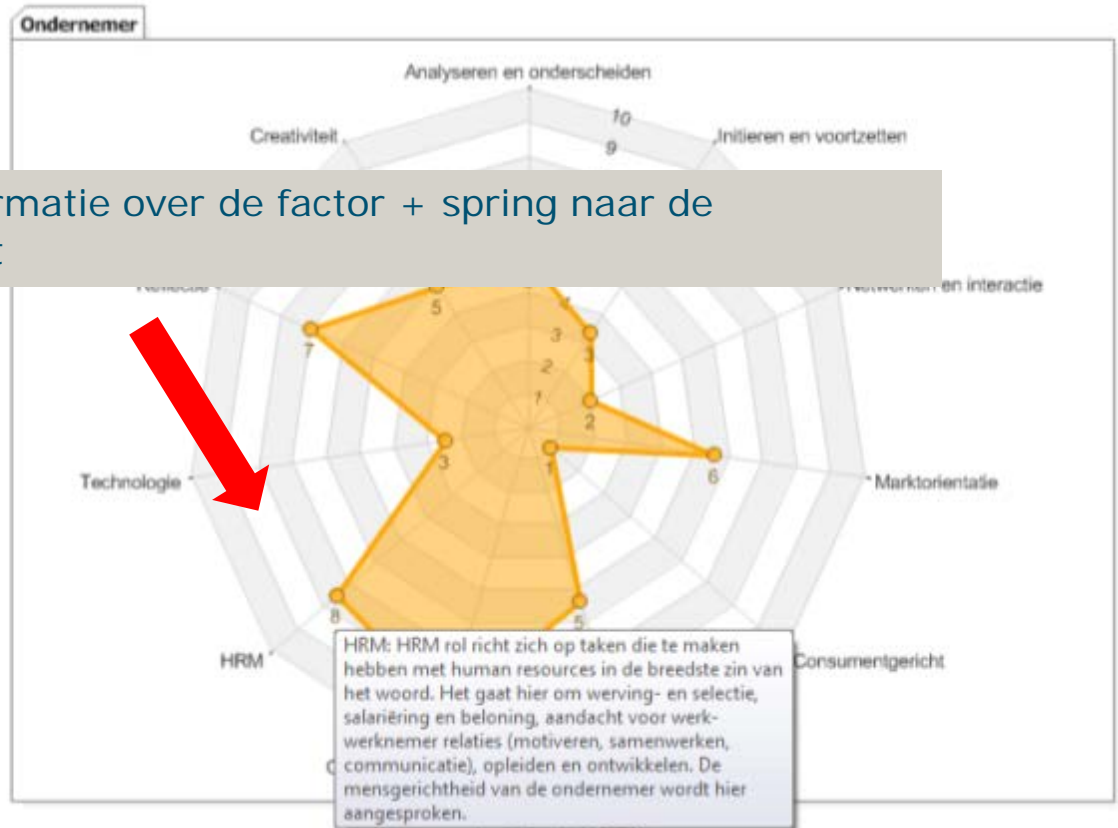 Ondernemer
Analyseren en onderscheiden
10
Creativiteit
Initieren en voortzetten
9
rmatie over de factor + spring naar de
en interactie
4
5
3
3
7
2
1
2
3
1
6
Technologie
Marktorientatie
8
5
HRM
Consumentgericht
HRM: HRM rol richt zich op taken die te maken
hebben met human resources in de breedste zin van
het woord. Het gaat hier om werving- en selectie,
salariëring en beloning, aandacht voor werk-
werknemer relaties (motiveren, samenwerken,
communicatie), opleiden en ontwikkelen. De
mensgerichtheid van de ondernemer wordt hier
aangesproken.